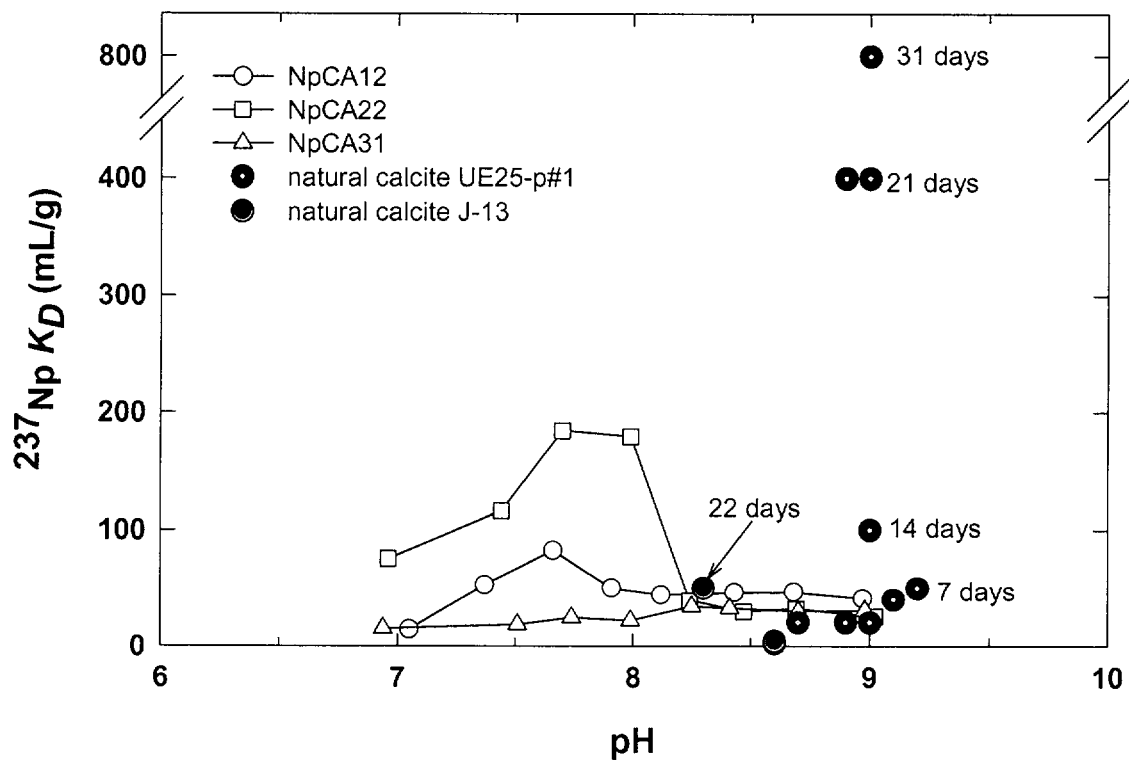 800
31 days
NpCA12
NpCA22
NpCA31
natural calcite UE25-p#1
natural calcite J-13
400
21 days
300
200
22 days
100
14 days
7 days
0
6
7
8
9
10
237Np KD (mL/g)
pH